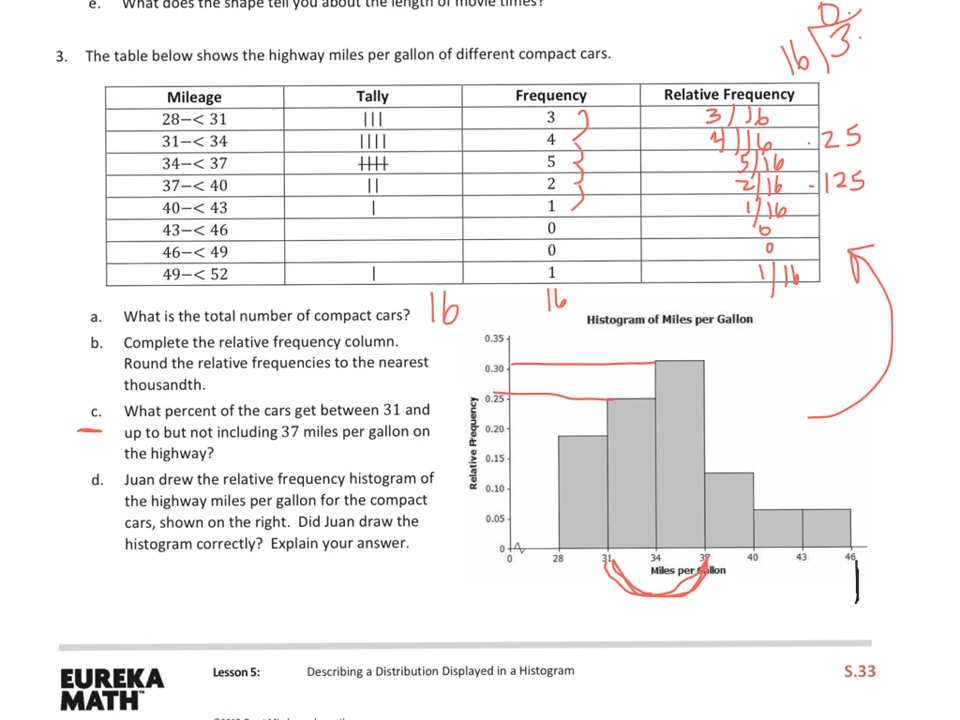 e. What does the shape tell you about the length of movie times?
3. The table below shows the highway miles per gallon of different compact cars.
0.
16 3.
Mileage Tally Frequency Relative Frequency
28–< 31 ||| 3 3/16
31–< 34 |||| 4 4/16 .25
34–< 37 5 5/16
37–< 40 || 2 2/16 .125
40–< 43 | 1 1/16
43–< 46 0 0
46–< 49 0 0
49–< 52 | 1 1/16
16
a. What is the total number of compact cars? 16
b. Complete the relative frequency column.
Round the relative frequencies to the nearest
thousandth.
c. What percent of the cars get between 31 and
up to but not including 37 miles per gallon on
the highway?
d. Juan drew the relative frequency histogram of
the highway miles per gallon for the compact
cars, shown on the right. Did Juan draw the
histogram correctly? Explain your answer.
Histogram of Miles per Gallon
Relative Frequency
0.35
0.30
0.25
0.20
0.15
0.10
0.05
0
0 28 31 34 37 40 43 46
Miles per Gallon
EUREKA
MATH™
Lesson 5: Describing a Distribution Displayed in a Histogram
S.33